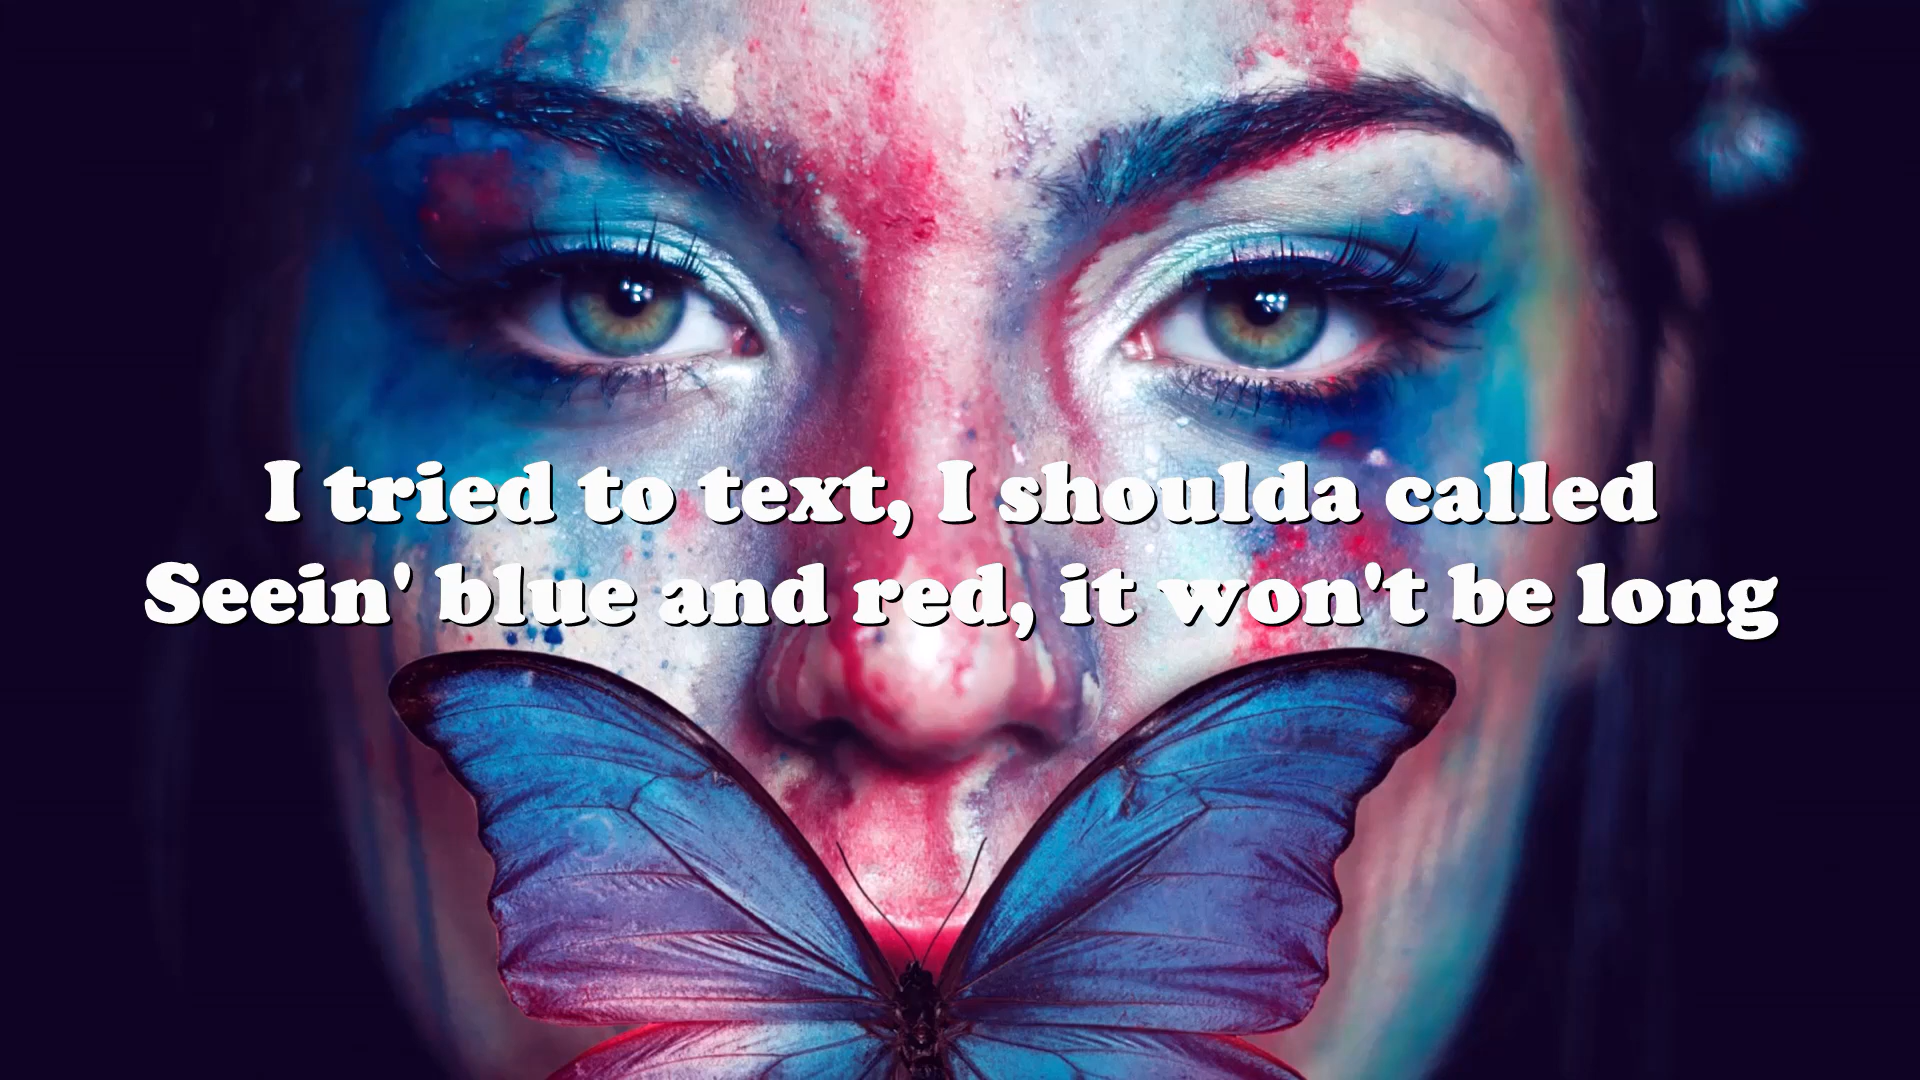 I tried to text, I shoulda called
Seein' blue and red, it won't be long